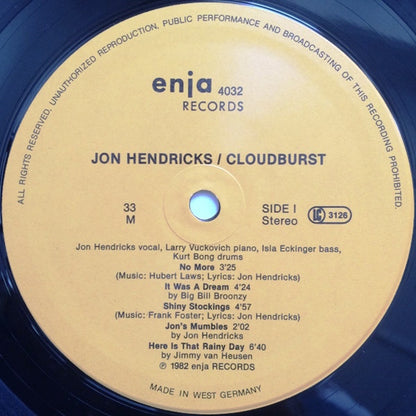 ALL RIGHTS RESERVED, UNAUTHORIZED REPRODUCTION, PUBLIC PERFORMANCE AND BROADCASTING OF THIS RECORDING PROHIBITED.
enja 4032
RECORDS
JON HENDRICKS / CLOUDBURST
33
M
SIDE I
Stereo
LC 3126
Jon Hendricks vocal, Larry Vuckovich piano, Isla Eckinger bass,
Kurt Bong drums
No More 3'25
(Music: Hubert Laws; Lyrics: Jon Hendricks)
It Was A Dream 4'24
by Big Bill Broonzy
Shiny Stockings 4'57
(Music: Frank Foster; Lyrics: Jon Hendricks)
Jon's Mumbles 2'02
by Jon Hendricks
Here Is That Rainy Day 6'40
by Jimmy van Heusen
℗ 1982 enja RECORDS
MADE IN WEST GERMANY